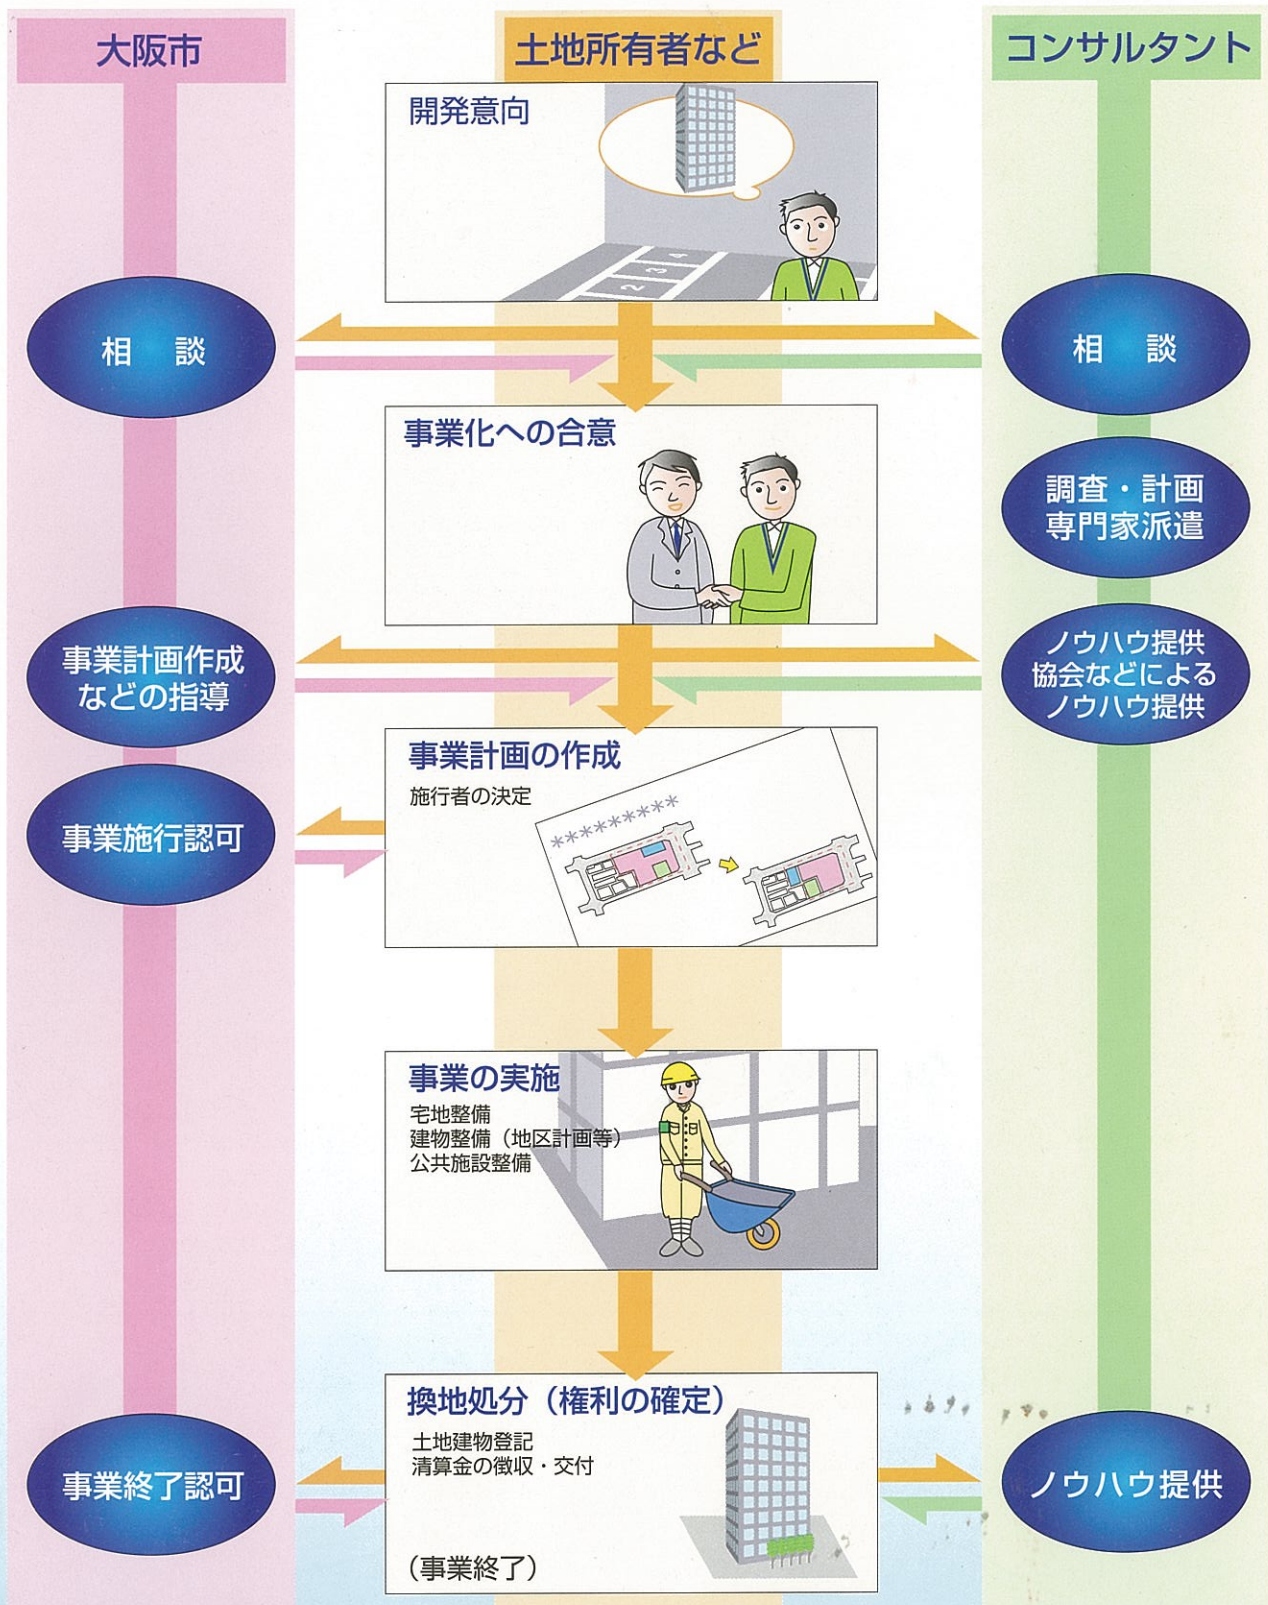 大阪市
土地所有者など
コンサルタント
開発意向
2
3
4
相談
相談
事業化への合意
調査・計画
専門家派遣
事業計画作成
などの指導
ノウハウ提供
協会などによる
ノウハウ提供
事業計画の作成
施行者の決定
*********
事業施行認可
事業の実施
宅地整備
建物整備（地区計画等）
公共施設整備
換地処分（権利の確定）
土地建物登記
清算金の徴収・交付
（事業終了）
事業終了認可
ノウハウ提供